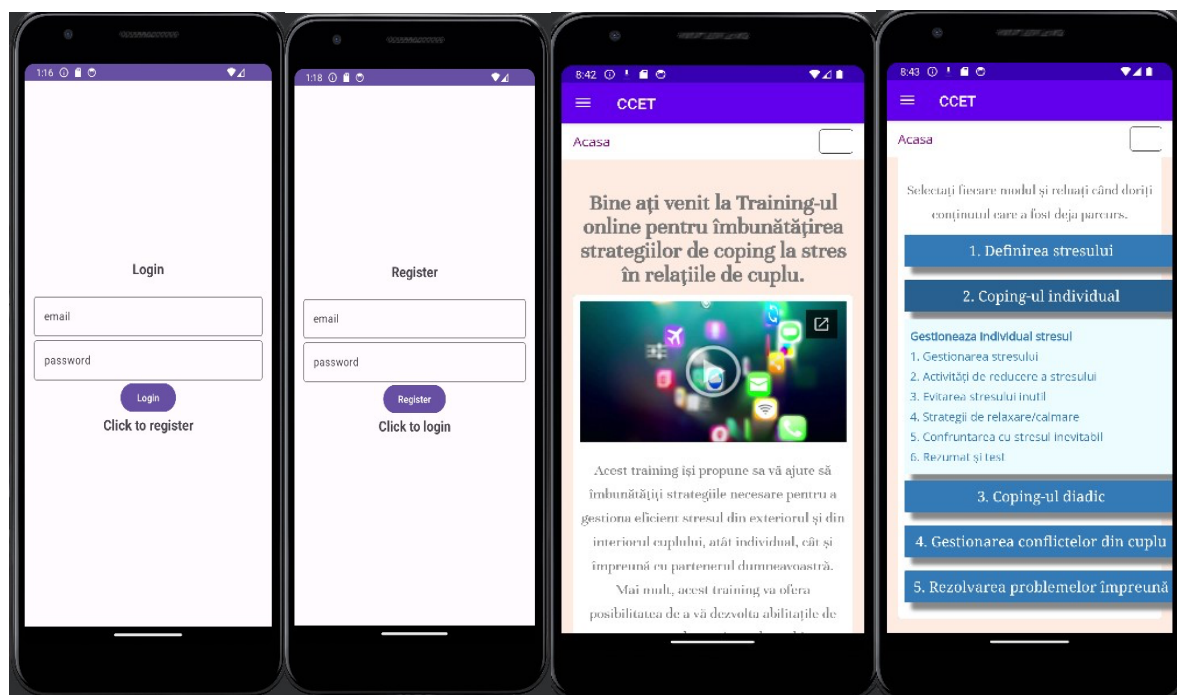 1:16
Login
email
password
Login
Click to register
1:18
Register
email
password
Register
Click to login
8:42
CCET
Acasa
Bine ați venit la Training-ul
online pentru îmbunătățirea
strategiilor de coping la stres
în relațiile de cuplu.
Acest training își propune sa vă ajute să
îmbunătățiți strategiile necesare pentru a
gestiona eficient stresul din exteriorul și din
interiorul cuplului, atât individual, cât și
împreună cu partenerul dumneavoastră.
Mai mult, acest training va ofera
posibilitatea de a vă dezvolta abilitațile de
8:43
CCET
Acasa
Selectați fiecare modul și reluați când doriți
conținutul care a fost deja parcurs.
1. Definirea stresului
2. Coping-ul individual
Gestioneaza Individual stresul
1. Gestionarea stresului
2. Activități de reducere a stresului
3. Evitarea stresului inutil
4. Strategii de relaxare/calmare
5. Confruntarea cu stresul inevitabil
6. Rezumat și test
3. Coping-ul diadic
4. Gestionarea conflictelor din cuplu
5. Rezolvarea problemelor împreună